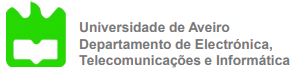 Universidade de Aveiro
Departamento de Electrónica,
Telecomunicações e Informática